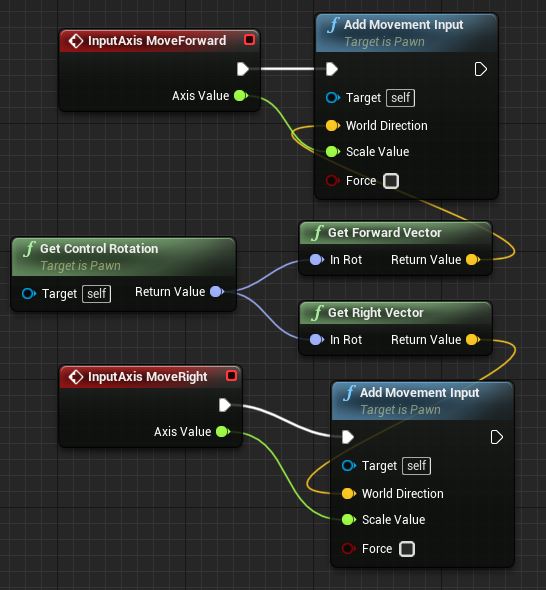 InputAxis MoveForward
Axis Value
f Add Movement Input
Target is Pawn
Target self
World Direction
Scale Value
Force
f Get Control Rotation
Target is Pawn
Target self
Return Value
f Get Forward Vector
In Rot Return Value
f Get Right Vector
In Rot Return Value
InputAxis MoveRight
Axis Value
f Add Movement Input
Target is Pawn
Target self
World Direction
Scale Value
Force